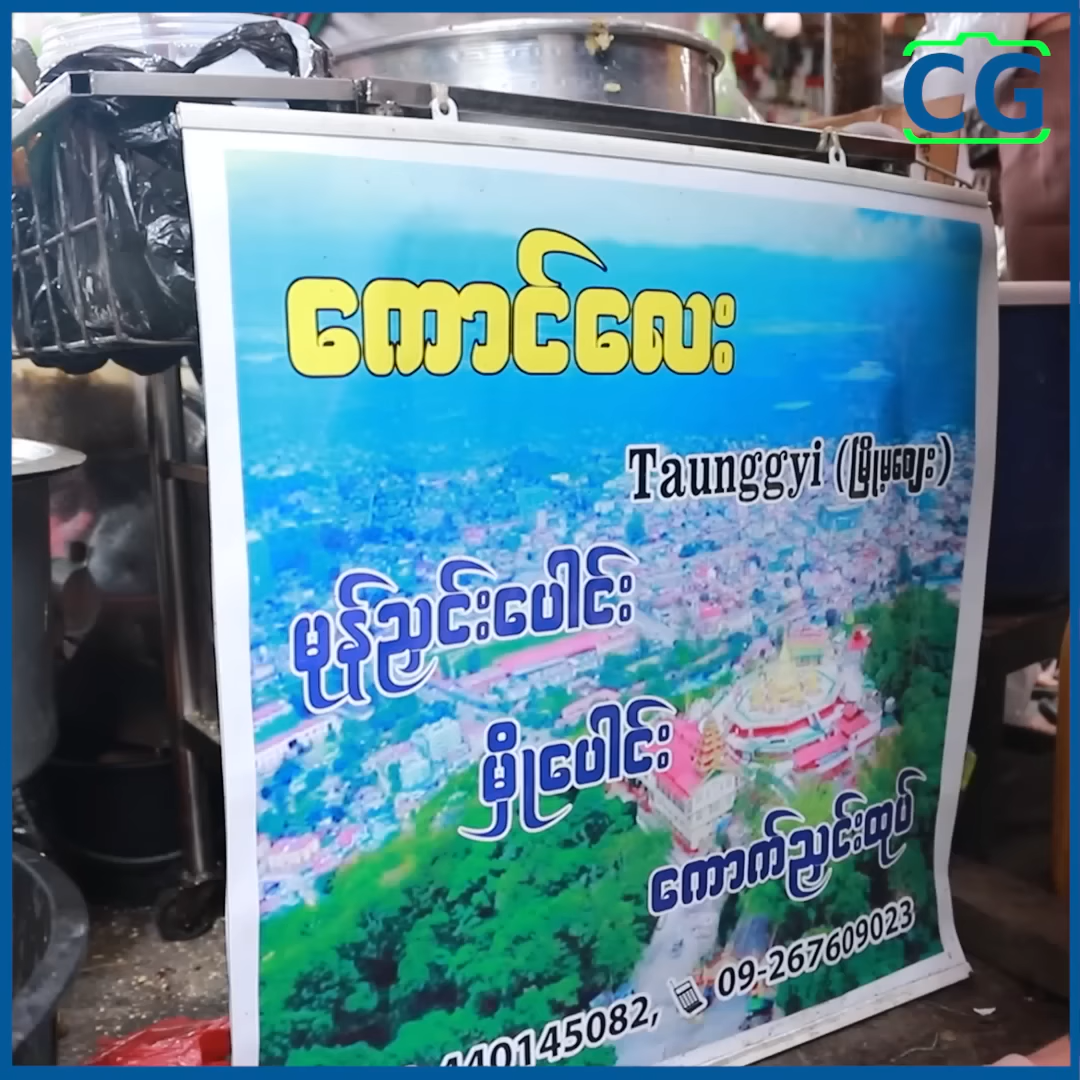 CG
ကောင်လေး
Taunggyi (မြို့မစျေး)
မုန်ညှင်းပေါင်း
မှိုပေါင်း
ကောက်ညှင်းထုပ်
440145082, 09-267609023